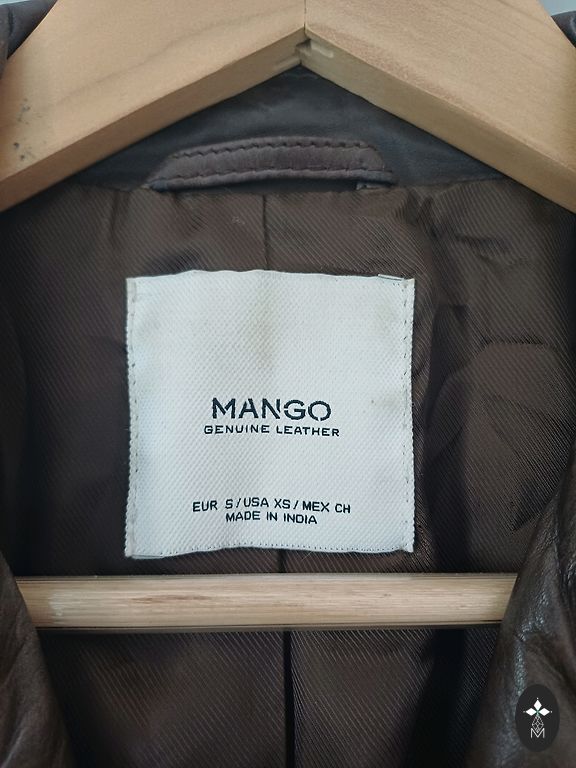 MANGO
GENUINE LEATHER
EUR S/USA XS/MEX CH
MADE IN INDIA
M